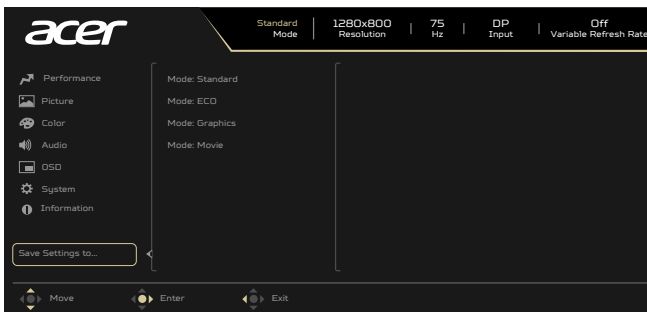 acer
Standard
Mode
1280x800
Resolution
75
Hz
DP
Input
Off
Variable Refresh Rate
Performance
Picture
Color
Audio
OSD
System
Information
Save Settings to...
Mode: Standard
Mode: ECO
Mode: Graphics
Mode: Movie
Move
Enter
Exit